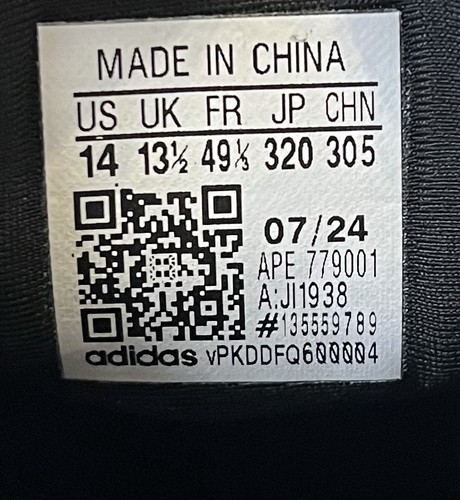 MADE IN CHINA
US UK FR JP CHN
14 13½ 49⅓ 320 305
07/24
APE 779001
A:JI1938
#135559789
adidas vPKDDFQ600004